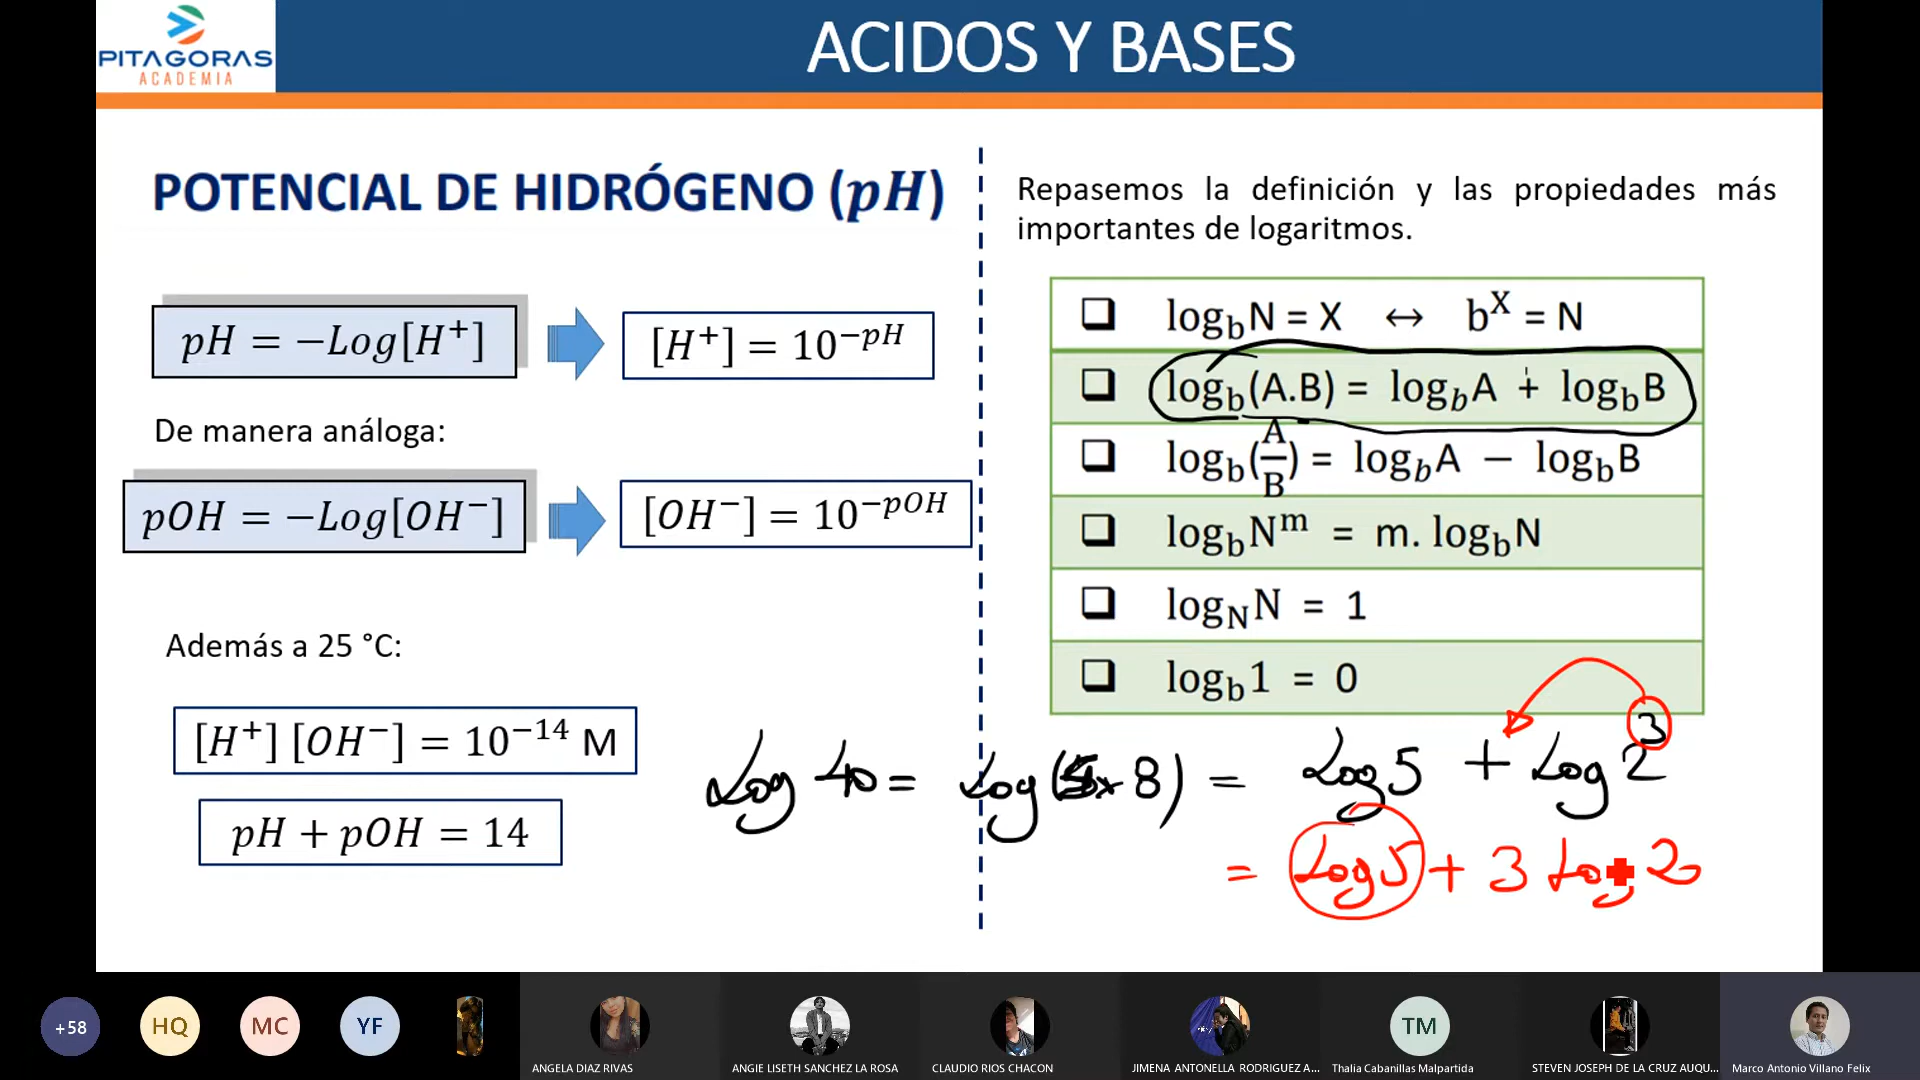 PITAGORAS
ACADEMIA
ACIDOS Y BASES
POTENCIAL DE HIDRÓGENO (pH)
pH = −Log[H⁺]
[H⁺] = 10⁻ᵖᴴ
De manera análoga:
pOH = −Log[OH⁻]
[OH⁻] = 10⁻ᵖᴼᴴ
Además a 25 °C:
[H⁺] [OH⁻] = 10⁻¹⁴ M
pH + pOH = 14
Repasemos la definición y las propiedades más
importantes de logaritmos.
❑ log_b N = X ↔ b^X = N
❑ log_b (A.B) = log_b A + log_b B
❑ log_b (A/B) = log_b A − log_b B
❑ log_b N^m = m. log_b N
❑ log_N N = 1
❑ log_b 1 = 0
Log 40 = Log(5x8) = Log5 + Log 2³
= Log5 + 3 Log 2
+58
HQ
MC
YF
TM
ANGELA DIAZ RIVAS
ANGIE LISETH SANCHEZ LA ROSA
CLAUDIO RIOS CHACON
JIMENA ANTONELLA RODRIGUEZ A...
Thalia Cabanillas Malpartida
STEVEN JOSEPH DE LA CRUZ AUQU...
Marco Antonio Villano Felix